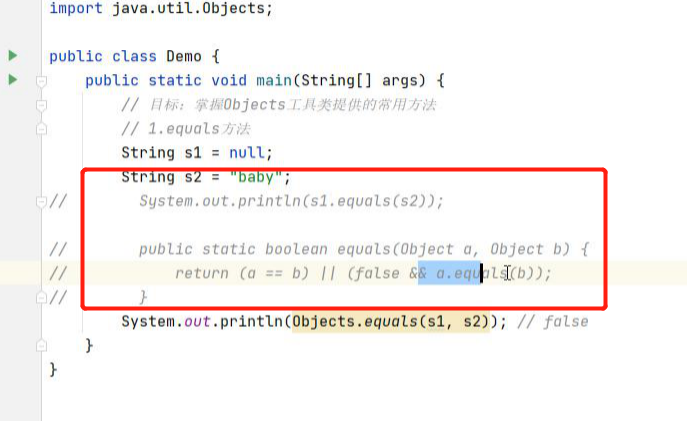 import java.util.Objects;
public class Demo {
public static void main(String[] args) {
// 目标：掌握Objects工具类提供的常用方法
// 1.equals方法
String s1 = null;
String s2 = "baby";
// System.out.println(s1.equals(s2));
// public static boolean equals(Object a, Object b) {
// return (a == b) || (false && a.equals(b));
// }
System.out.println(Objects.equals(s1, s2)); // false
}
}